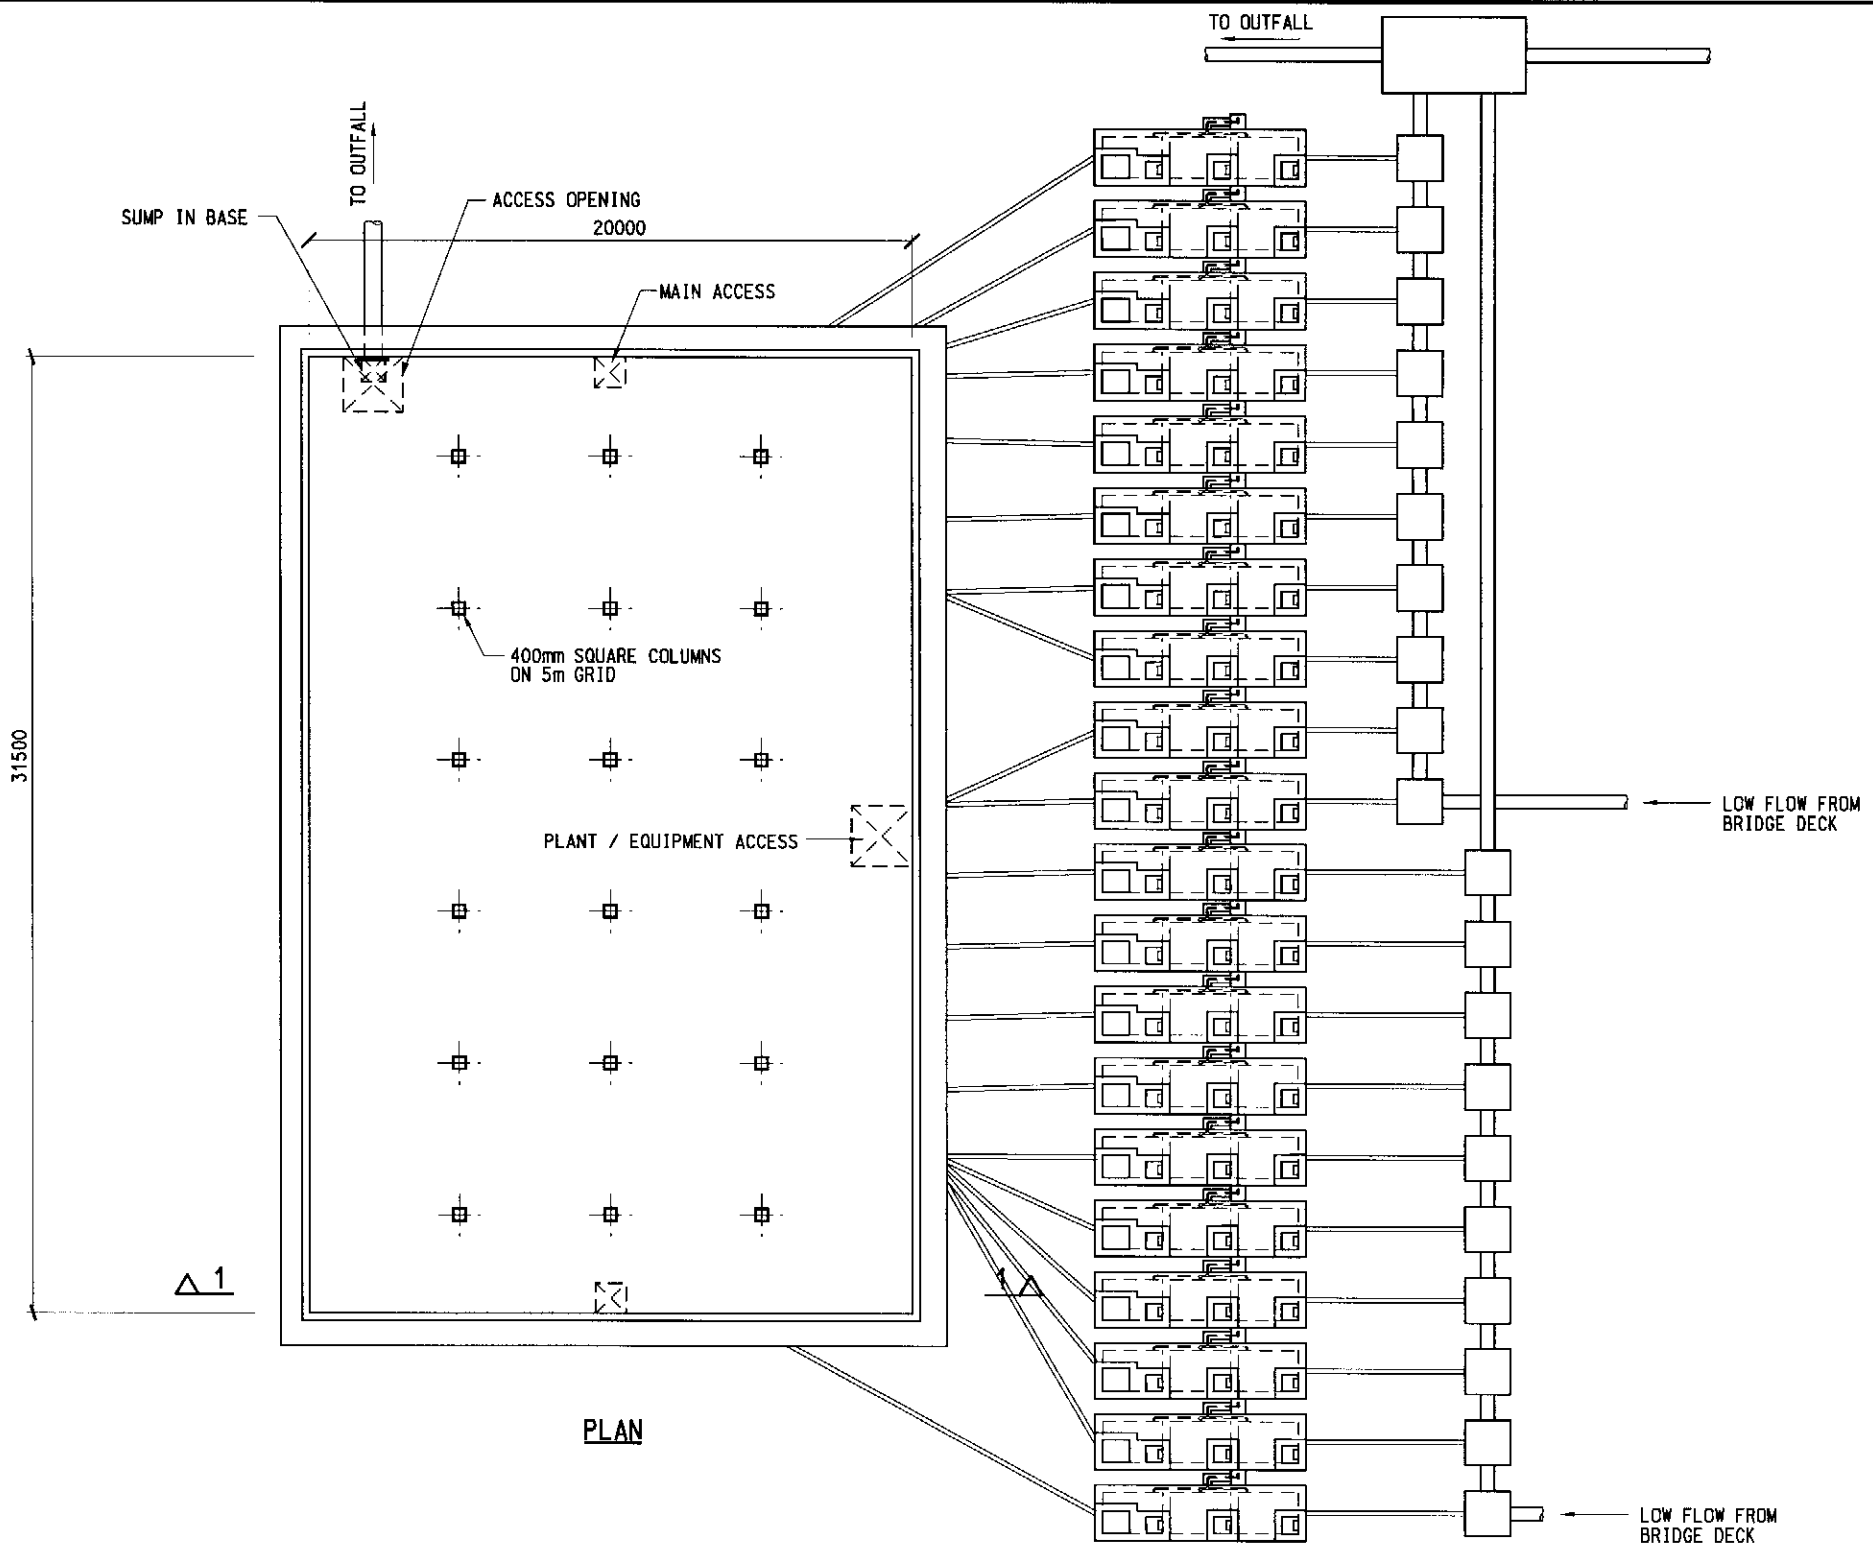 TO OUTFALL
TO OUTFALL
SUMP IN BASE
ACCESS OPENING
20000
MAIN ACCESS
31500
400mm SQUARE COLUMNS
ON 5m GRID
PLANT / EQUIPMENT ACCESS
LOW FLOW FROM
BRIDGE DECK
1
1
PLAN
LOW FLOW FROM
BRIDGE DECK